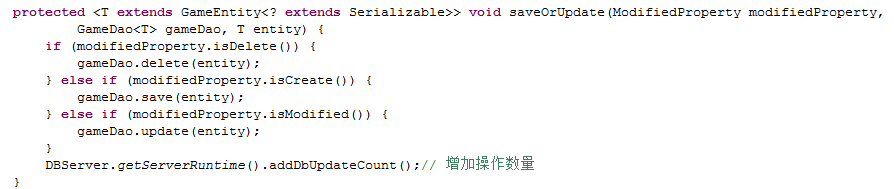 protected <T extends GameEntity<? extends Serializable>> void saveOrUpdate(ModifiedProperty modifiedProperty,
        GameDao<T> gameDao, T entity) {
    if (modifiedProperty.isDelete()) {
        gameDao.delete(entity);
    } else if (modifiedProperty.isCreate()) {
        gameDao.save(entity);
    } else if (modifiedProperty.isModified()) {
        gameDao.update(entity);
    }
    DBServer.getServerRuntime().addDbUpdateCount();// 增加操作数量
}